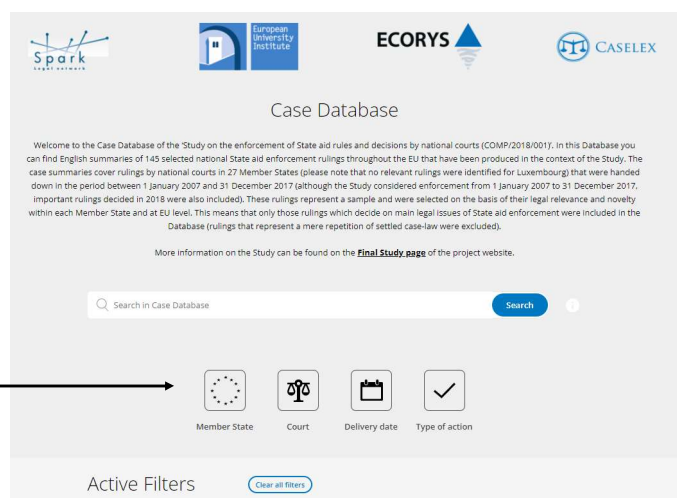 Spark
legal network
European
University
Institute
ECORYS
CASELEX
Case Database
Welcome to the Case Database of the 'Study on the enforcement of State aid rules and decisions by national courts (COMP/2018/001)'. In this Database you
can find English summaries of 145 selected national State aid enforcement rulings throughout the EU that have been produced in the context of the Study. The
case summaries cover rulings by national courts in 27 Member States (please note that no relevant rulings were identified for Luxembourg) that were handed
down in the period between 1 January 2007 and 31 December 2017 (although the Study considered enforcement from 1 January 2007 to 31 December 2017,
important rulings decided in 2018 were also included). These rulings represent a sample and were selected on the basis of their legal relevance and novelty
within each Member State and at EU level. This means that only those rulings which decide on main legal issues of State aid enforcement were included in the
Database (rulings that represent a mere repetition of settled case-law were excluded).
More information on the Study can be found on the Final Study page of the project website.
Search in Case Database
Search
Member State
Court
Delivery date
Type of action
Active Filters
Clear all filters